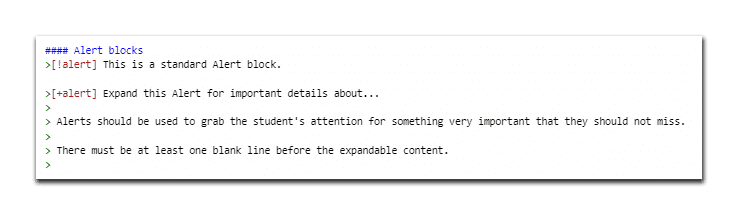 #### Alert blocks
>[!alert] This is a standard Alert block.
>[+alert] Expand this Alert for important details about...
>
> Alerts should be used to grab the student's attention for something very important that they should not miss.
>
> There must be at least one blank line before the expandable content.
>